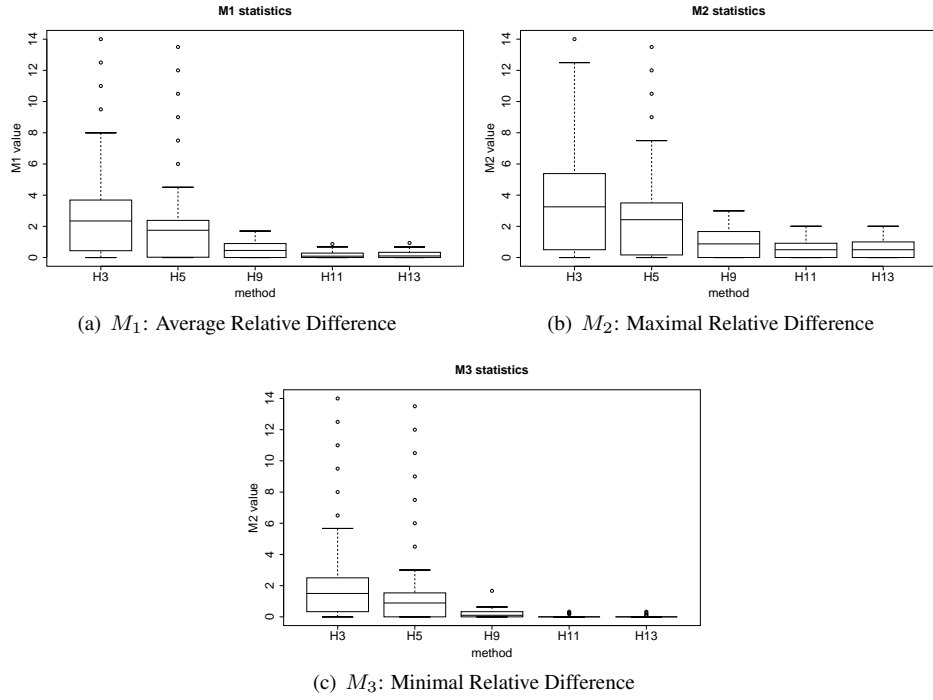 M1 statistics
M1 value
14
12
10
8
6
4
2
0
H3 H5 H9 H11 H13
method
(a) M1: Average Relative Difference
M2 statistics
M2 value
14
12
10
8
6
4
2
0
H3 H5 H9 H11 H13
method
(b) M2: Maximal Relative Difference
M3 statistics
M2 value
14
12
10
8
6
4
2
0
H3 H5 H9 H11 H13
method
(c) M3: Minimal Relative Difference